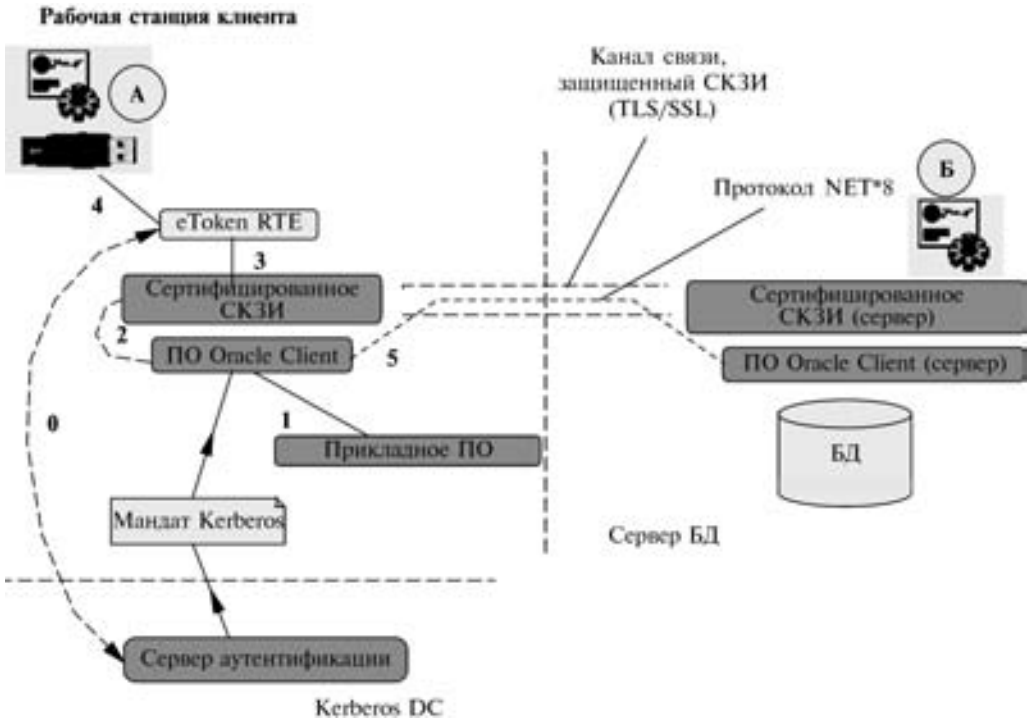 Рабочая станция клиента
А
Канал связи,
защищенный СКЗИ
(TLS/SSL)
Б
Протокол NET*8
4
eToken RTE
3
Сертифицированное
СКЗИ
Сертифицированное
СКЗИ (сервер)
2
ПО Oracle Client
5
ПО Oracle Client (сервер)
0
1
Прикладное ПО
БД
Мандат Kerberos
Сервер БД
Сервер аутентификации
Kerberos DC